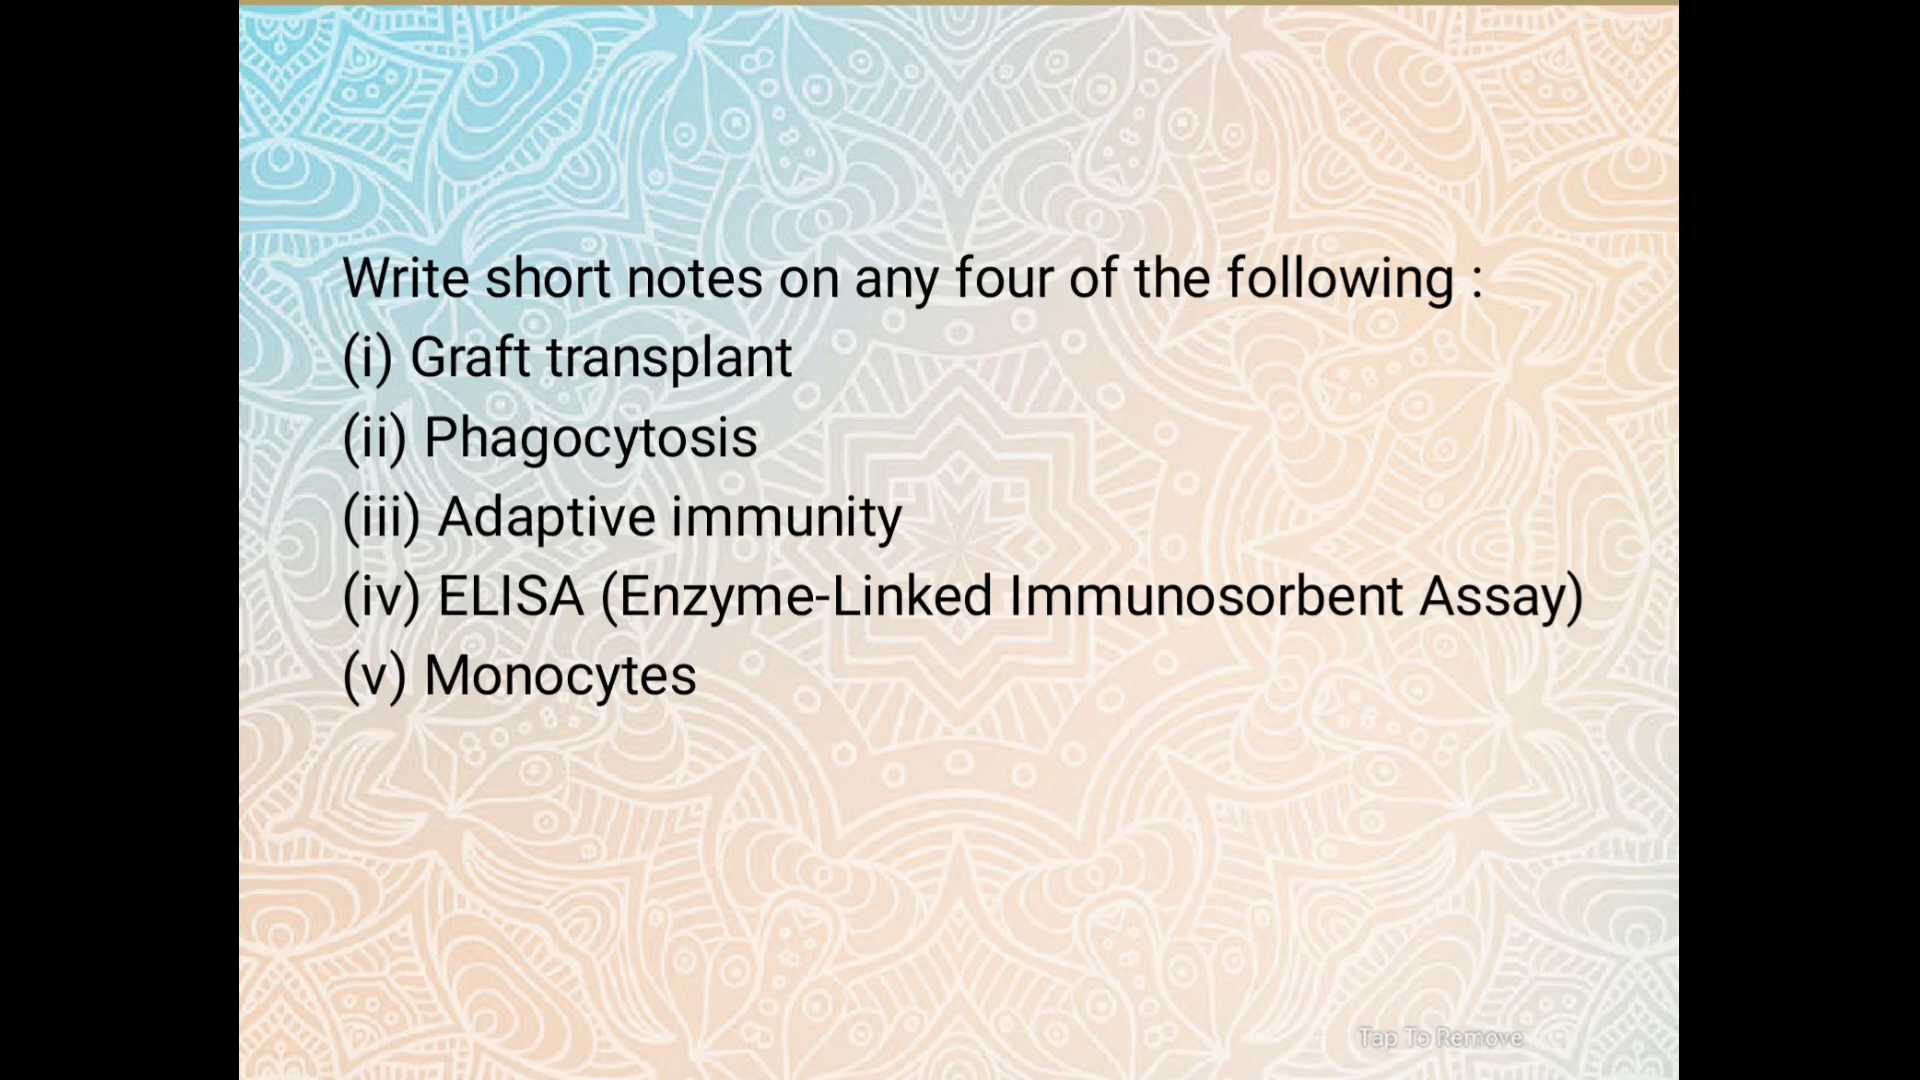 Write short notes on any four of the following :
(i) Graft transplant
(ii) Phagocytosis
(iii) Adaptive immunity
(iv) ELISA (Enzyme-Linked Immunosorbent Assay)
(v) Monocytes
Tap To Remove